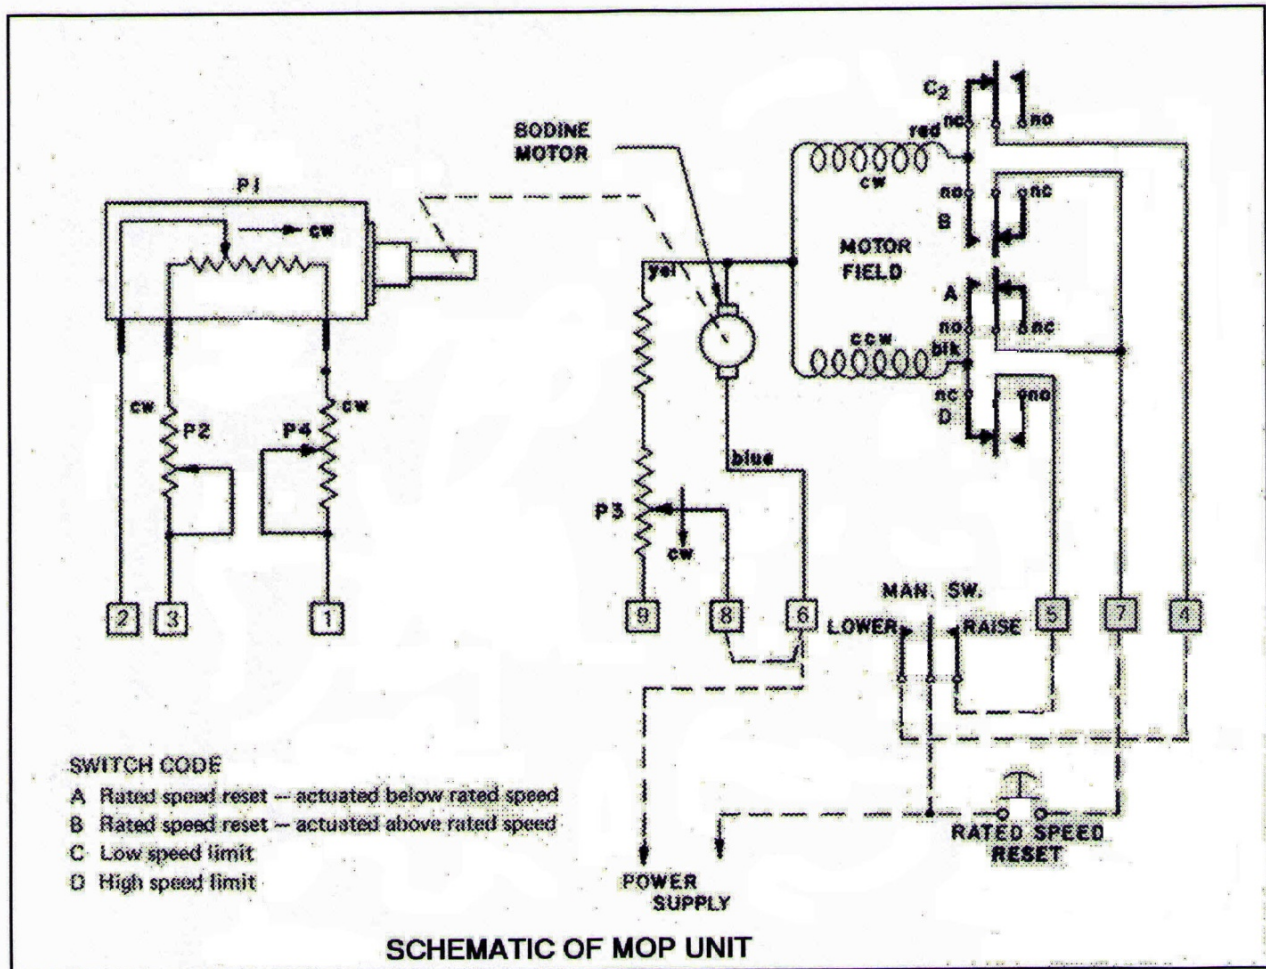 C2
nc
no
red
BODINE
MOTOR
cw
P1
no
nc
cw
B
MOTOR
FIELD
yel
A
ccw
no
nc
blk
cw
cw
nc
no
P2
P4
D
blue
P3
cw
MAN. SW.
2
3
1
9
8
6
LOWER
RAISE
5
7
4
SWITCH CODE
A Rated speed reset – actuated below rated speed
B Rated speed reset – actuated above rated speed
C Low speed limit
D High speed limit
RATED SPEED
RESET
POWER
SUPPLY
SCHEMATIC OF MOP UNIT